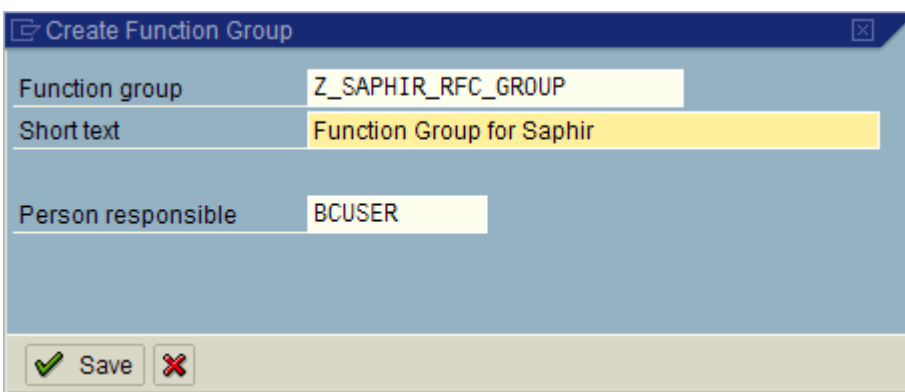 Create Function Group
Function group Z_SAPHIR_RFC_GROUP
Short text Function Group for Saphir
Person responsible BCUSER
Save